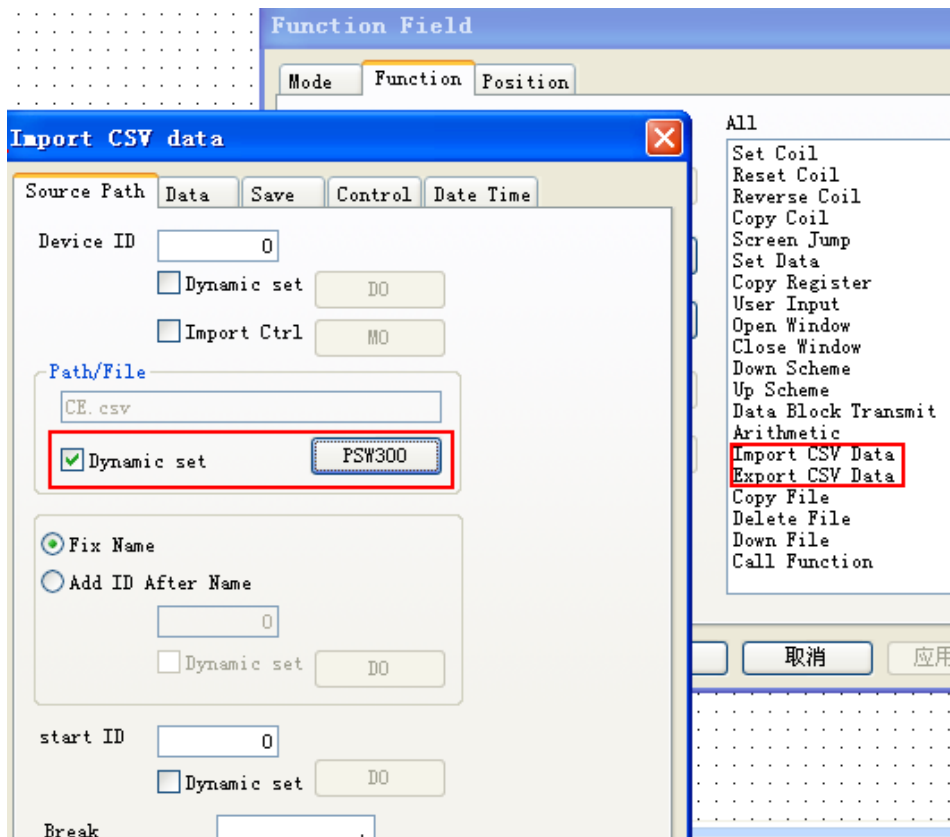 Function Field
Mode Function Position
Import CSV data
Source Path Data Save Control Date Time
Device ID 0
Dynamic set D0
Import Ctrl M0
Path/File
CE.csv
Dynamic set PSW300
Fix Name
Add ID After Name
0
Dynamic set D0
start ID 0
Dynamic set D0
Break
All
Set Coil
Reset Coil
Reverse Coil
Copy Coil
Screen Jump
Set Data
Copy Register
User Input
Open Window
Close Window
Down Scheme
Up Scheme
Data Block Transmit
Arithmetic
Import CSV Data
Export CSV Data
Copy File
Delete File
Down File
Call Function
取消 应用